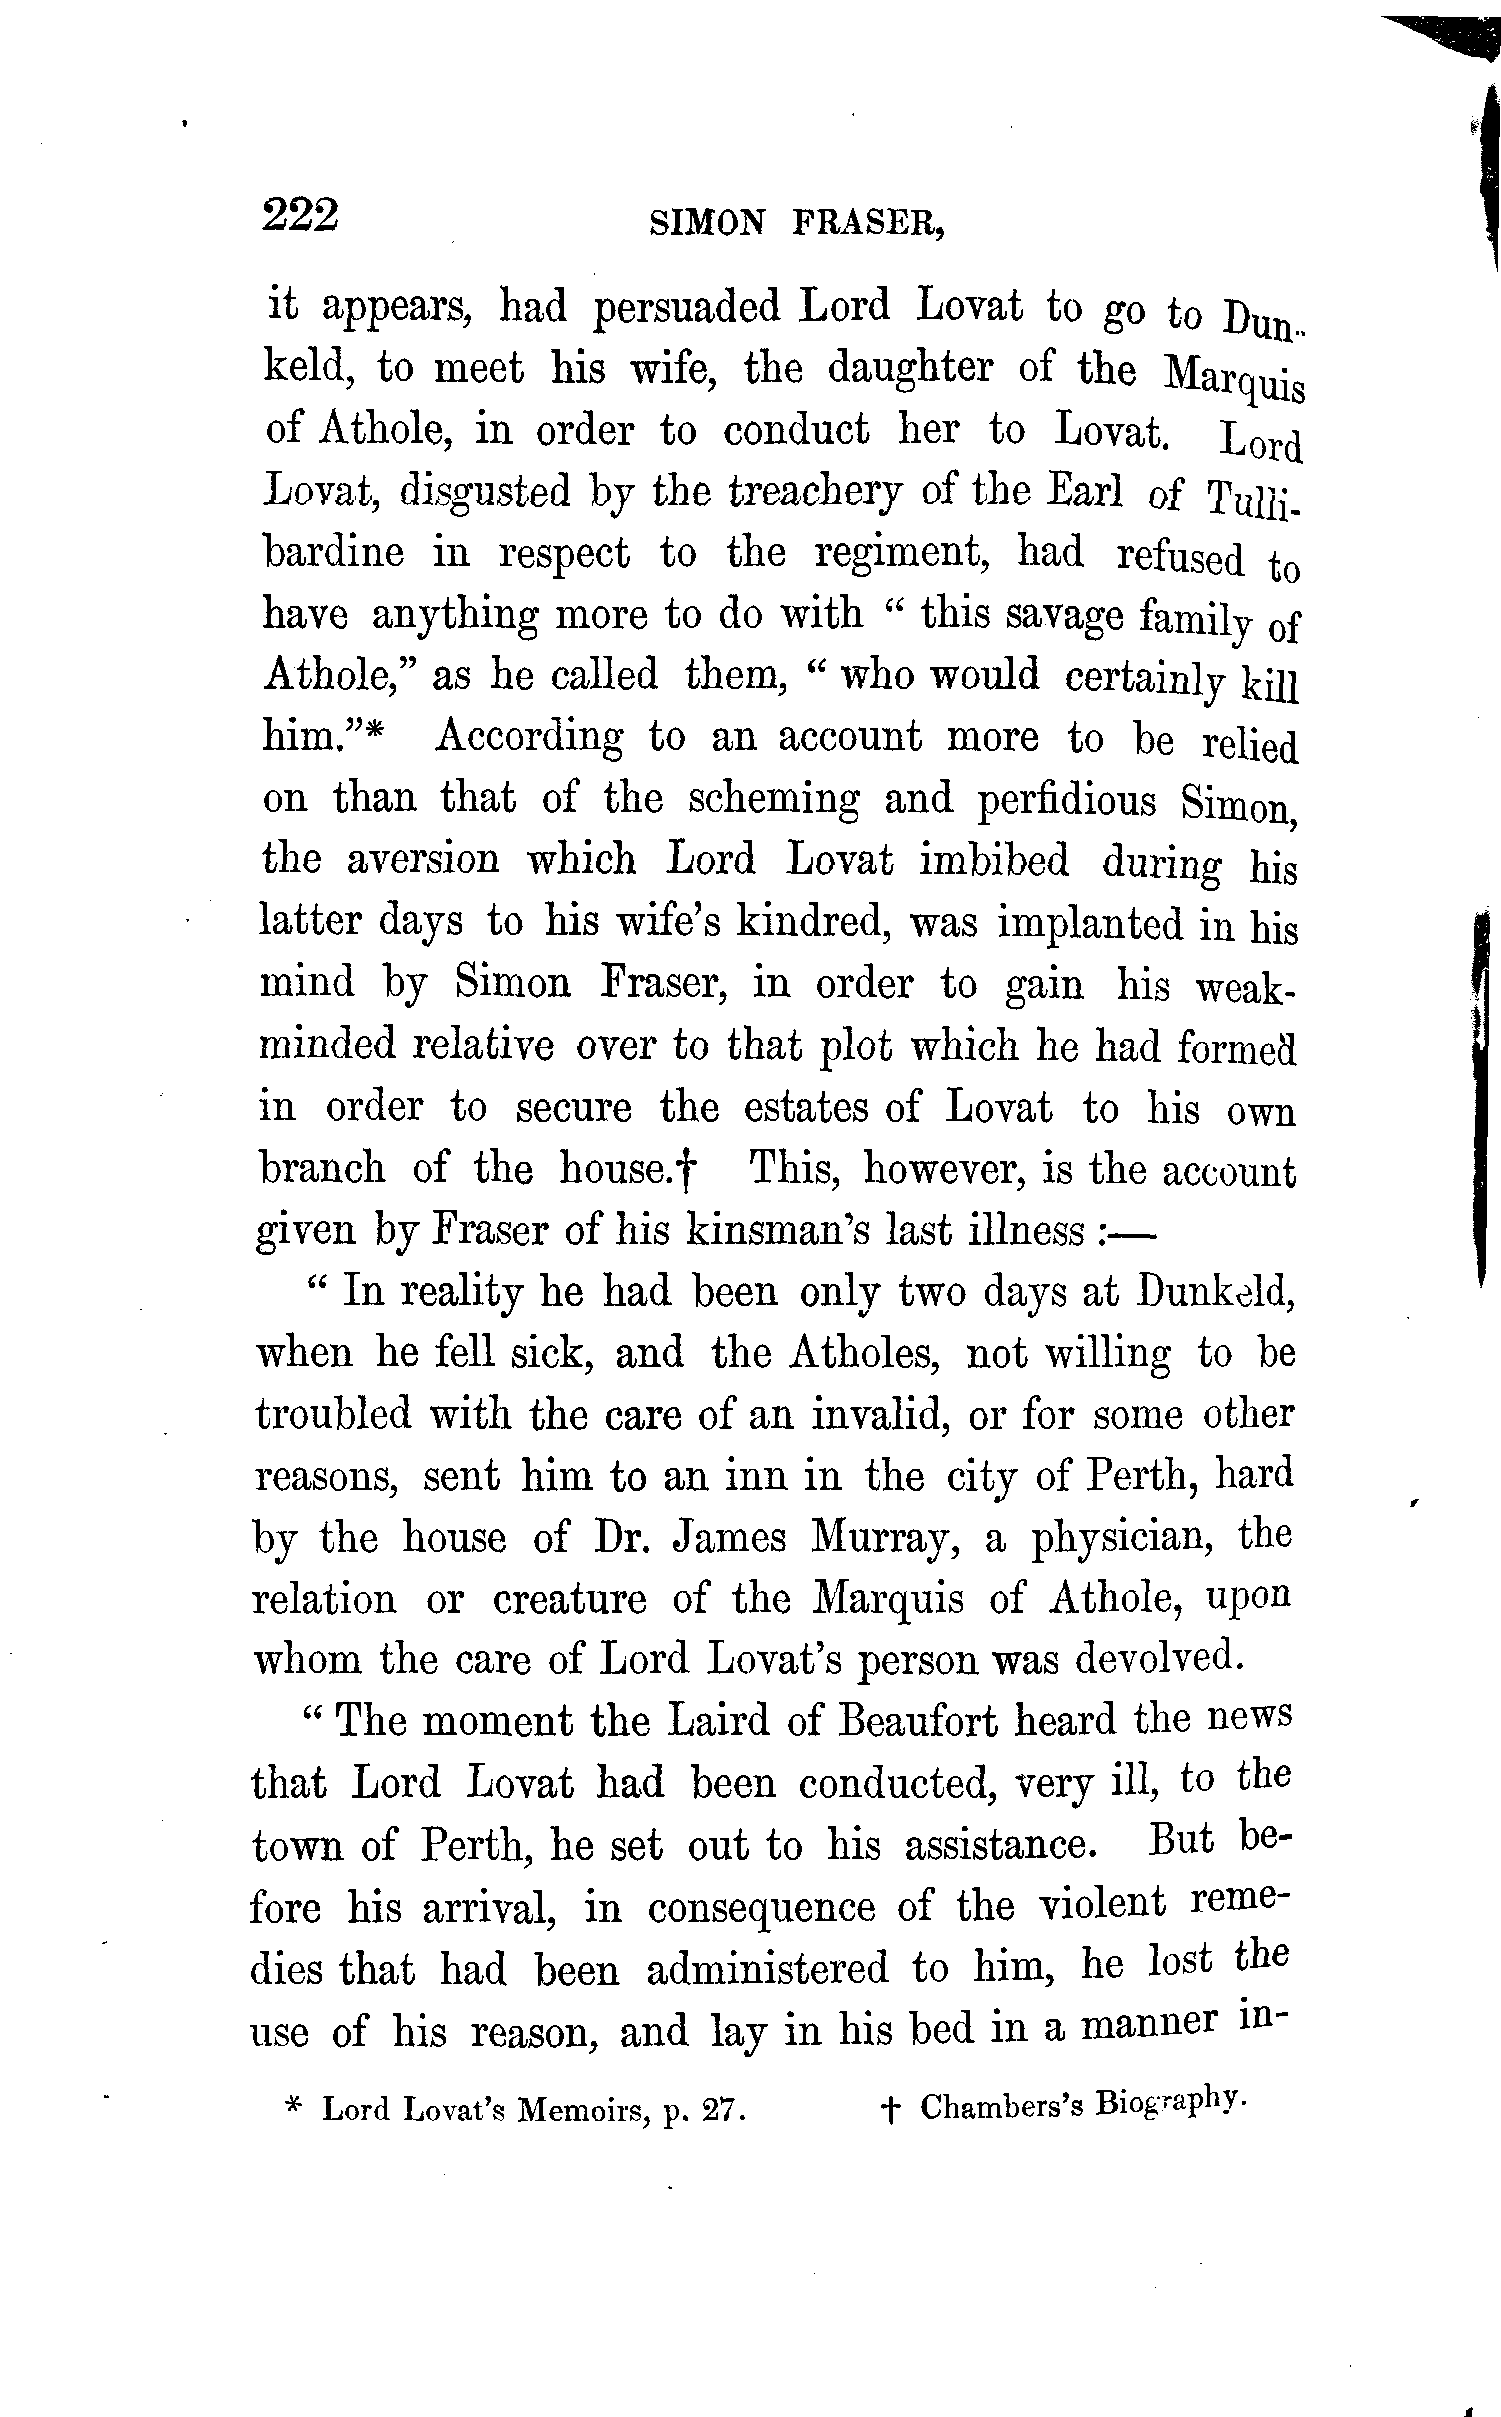 222 SIMON FRASER,
it appears, had persuaded Lord Lovat to go to Dun-
keld, to meet his wife, the daughter of the Marquis
of Athole, in order to conduct her to Lovat. Lord
Lovat, disgusted by the treachery of the Earl of Tulli-
bardine in respect to the regiment, had refused to
have anything more to do with “ this savage family of
Athole,” as he called them, “ who would certainly kill
him.”* According to an account more to be relied
on than that of the scheming and perfidious Simon,
the aversion which Lord Lovat imbibed during his
latter days to his wife’s kindred, was implanted in his
mind by Simon Fraser, in order to gain his weak-
minded relative over to that plot which he had formed
in order to secure the estates of Lovat to his own
branch of the house.† This, however, is the account
given by Fraser of his kinsman’s last illness :—
“ In reality he had been only two days at Dunkeld,
when he fell sick, and the Atholes, not willing to be
troubled with the care of an invalid, or for some other
reasons, sent him to an inn in the city of Perth, hard
by the house of Dr. James Murray, a physician, the
relation or creature of the Marquis of Athole, upon
whom the care of Lord Lovat’s person was devolved.
“ The moment the Laird of Beaufort heard the news
that Lord Lovat had been conducted, very ill, to the
town of Perth, he set out to his assistance. But be-
fore his arrival, in consequence of the violent reme-
dies that had been administered to him, he lost the
use of his reason, and lay in his bed in a manner in-
* Lord Lovat’s Memoirs, p. 27. † Chambers’s Biography.